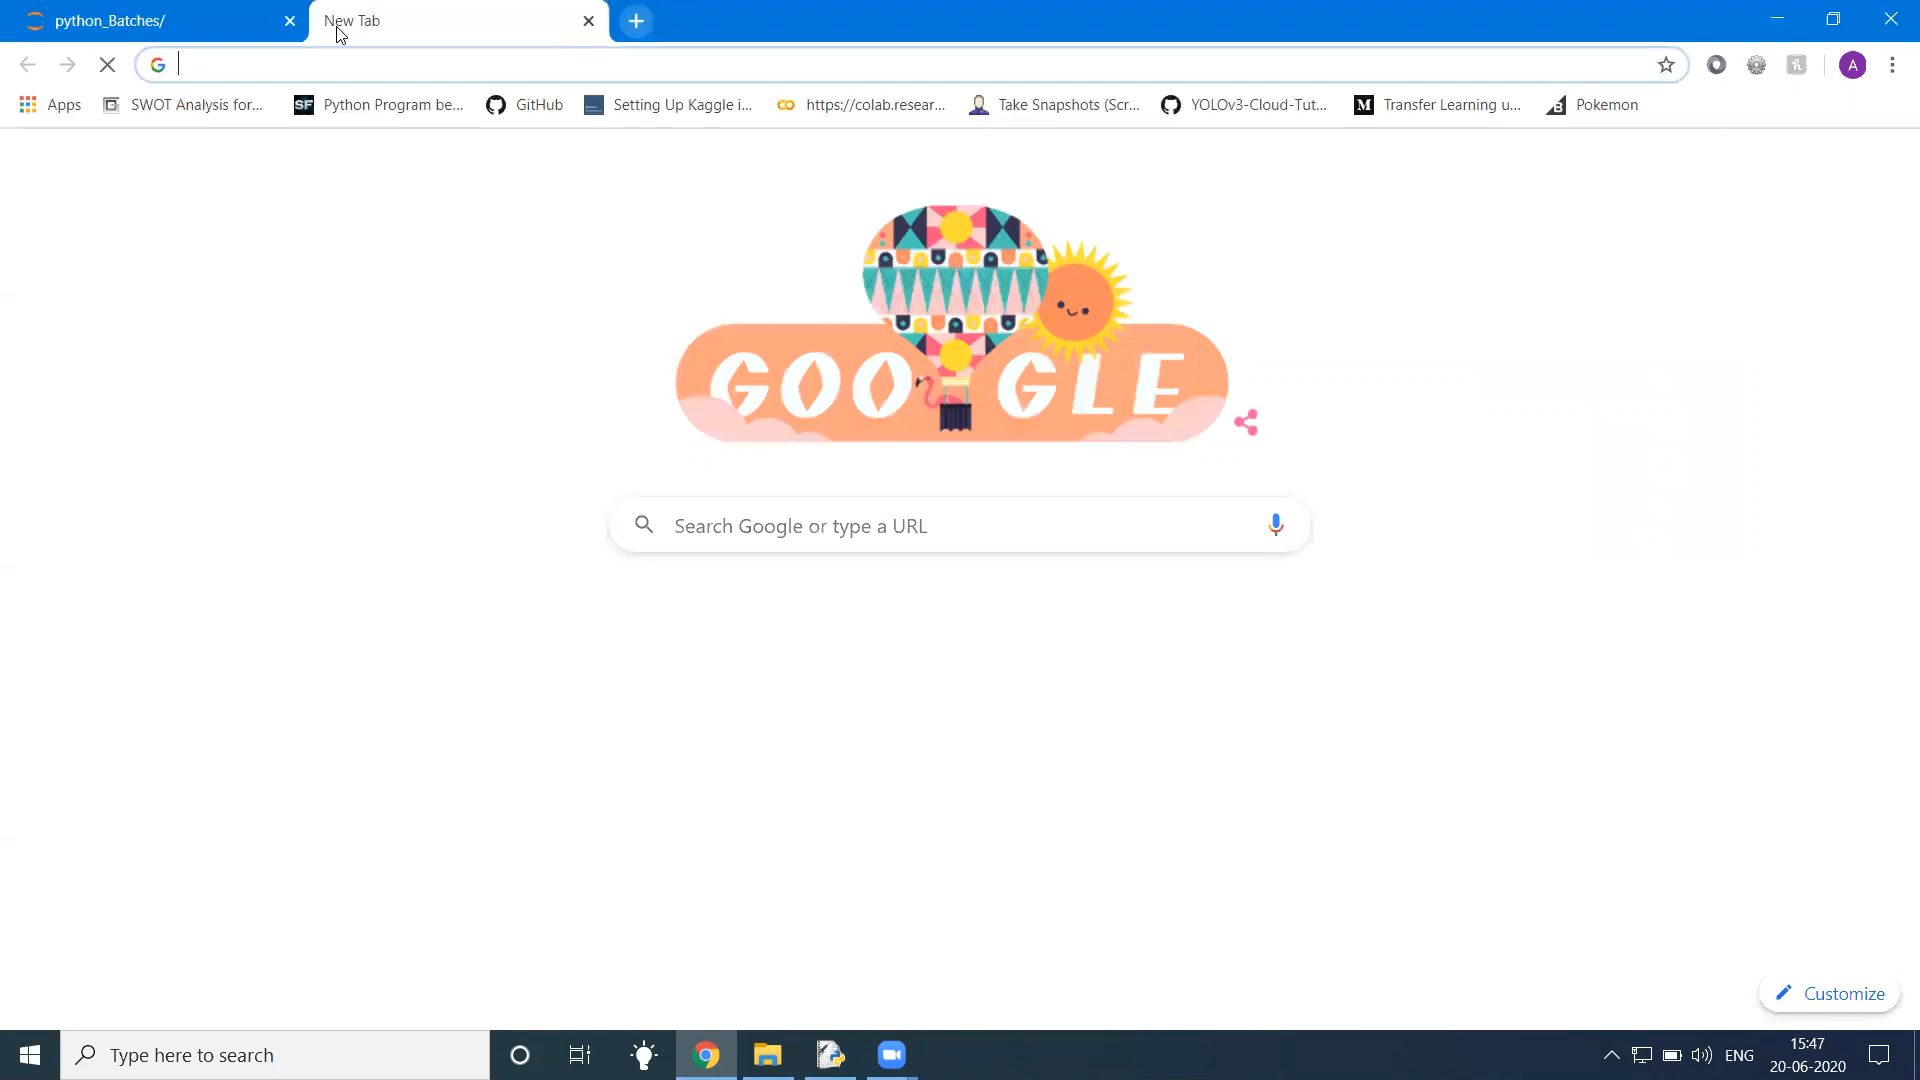 python_Batches/
New Tab
Apps
SWOT Analysis for...
SF
Python Program be...
GitHub
Setting Up Kaggle i...
https://colab.resear...
Take Snapshots (Scr...
YOLOv3-Cloud-Tut...
M
Transfer Learning u...
Pokemon
A
GOOGLE
Search Google or type a URL
Customize
Type here to search
ENG
15:47
20-06-2020